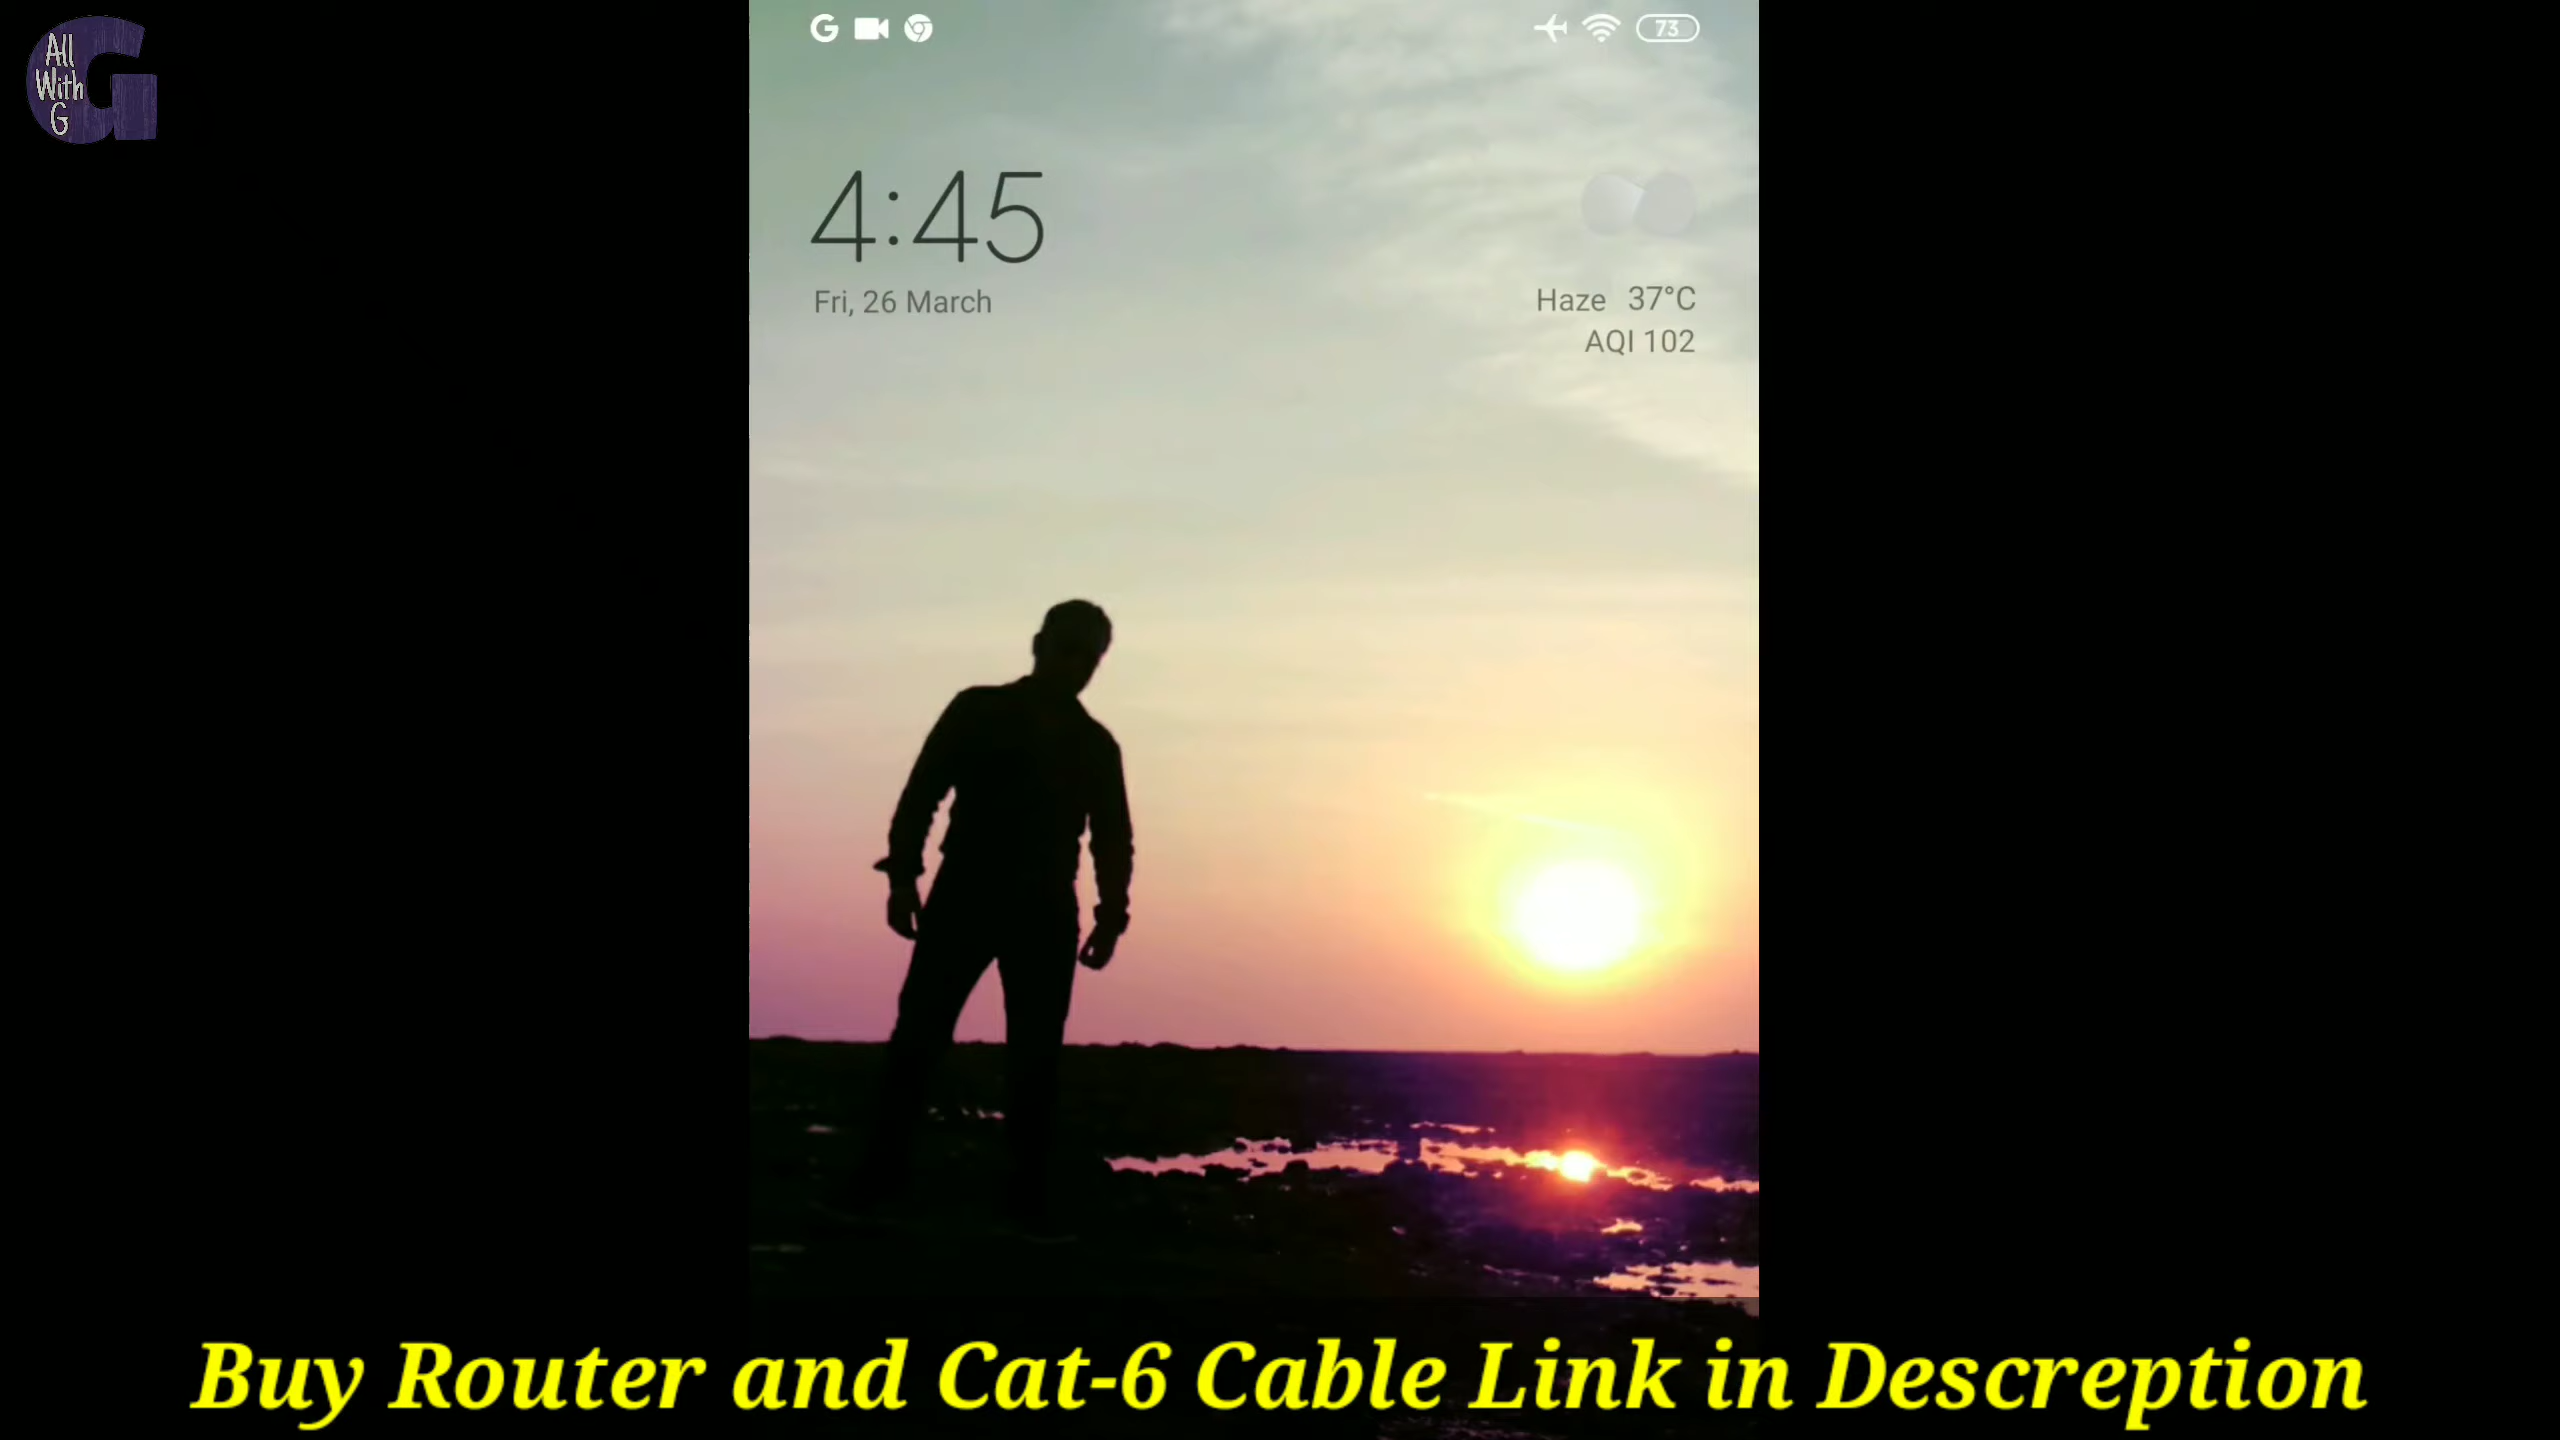 All
With
G
73
4:45
Fri, 26 March
Haze 37°C
AQI 102
Buy Router and Cat-6 Cable Link in Descreption